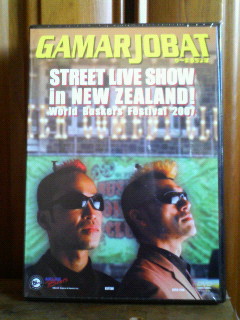 GAMARJOBAT
STREET LIVE SHOW
in NEW ZEALAND!
World Buskers Festival 2007